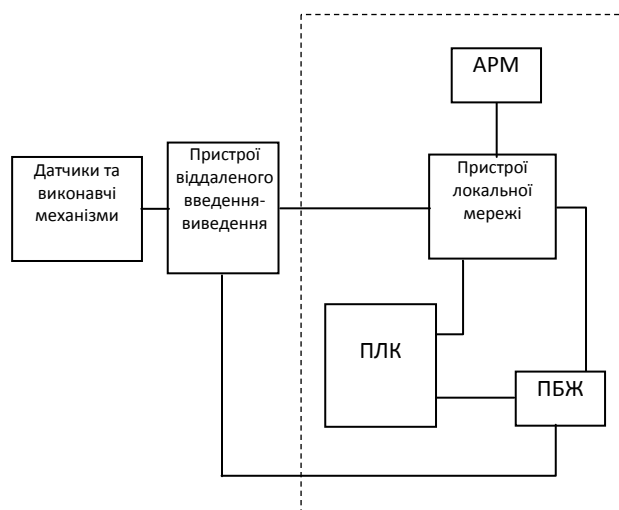 АРМ
Датчики та
виконавчі
механізми
Пристрої
віддаленого
введення-
виведення
Пристрої
локальної
мережі
ПЛК
ПБЖ